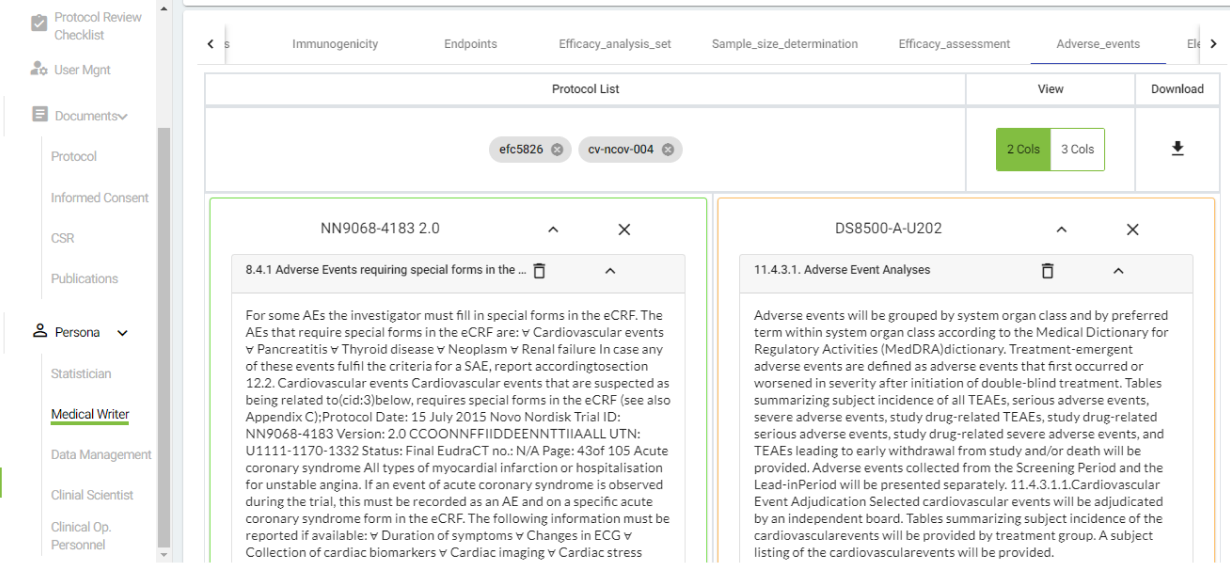 Protocol Review
Checklist
User Mgnt
Documents
Protocol
Informed Consent
CSR
Publications
Persona
Statistician
Medical Writer
Data Management
Clinial Scientist
Clinical Op.
Personnel
s
Immunogenicity
Endpoints
Efficacy_analysis_set
Sample_size_determination
Efficacy_assessment
Adverse_events
Ele
Protocol List
View
Download
efc5826
cv-ncov-004
2 Cols
3 Cols
NN9068-4183 2.0
8.4.1 Adverse Events requiring special forms in the ...
For some AEs the investigator must fill in special forms in the eCRF. The
AEs that require special forms in the eCRF are: ∀ Cardiovascular events
∀ Pancreatitis ∀ Thyroid disease ∀ Neoplasm ∀ Renal failure In case any
of these events fulfil the criteria for a SAE, report accordingtosection
12.2. Cardiovascular events Cardiovascular events that are suspected as
being related to(cid:3)below, requires special forms in the eCRF (see also
Appendix C);Protocol Date: 15 July 2015 Novo Nordisk Trial ID:
NN9068-4183 Version: 2.0 CCOONNFFIIDDEENNTTIIAALL UTN:
U1111-1170-1332 Status: Final EudraCT no.: N/A Page: 43of 105 Acute
coronary syndrome All types of myocardial infarction or hospitalisation
for unstable angina. If an event of acute coronary syndrome is observed
during the trial, this must be recorded as an AE and on a specific acute
coronary syndrome form in the eCRF. The following information must be
reported if available: ∀ Duration of symptoms ∀ Changes in ECG ∀
Collection of cardiac biomarkers ∀ Cardiac imaging ∀ Cardiac stress
DS8500-A-U202
11.4.3.1. Adverse Event Analyses
Adverse events will be grouped by system organ class and by preferred
term within system organ class according to the Medical Dictionary for
Regulatory Activities (MedDRA)dictionary. Treatment-emergent
adverse events are defined as adverse events that first occurred or
worsened in severity after initiation of double-blind treatment. Tables
summarizing subject incidence of all TEAEs, serious adverse events,
severe adverse events, study drug-related TEAEs, study drug-related
serious adverse events, study drug-related severe adverse events, and
TEAEs leading to early withdrawal from study and/or death will be
provided. Adverse events collected from the Screening Period and the
Lead-inPeriod will be presented separately. 11.4.3.1.1.Cardiovascular
Event Adjudication Selected cardiovascular events will be adjudicated
by an independent board. Tables summarizing subject incidence of the
cardiovascularevents will be provided by treatment group. A subject
listing of the cardiovascularevents will be provided.